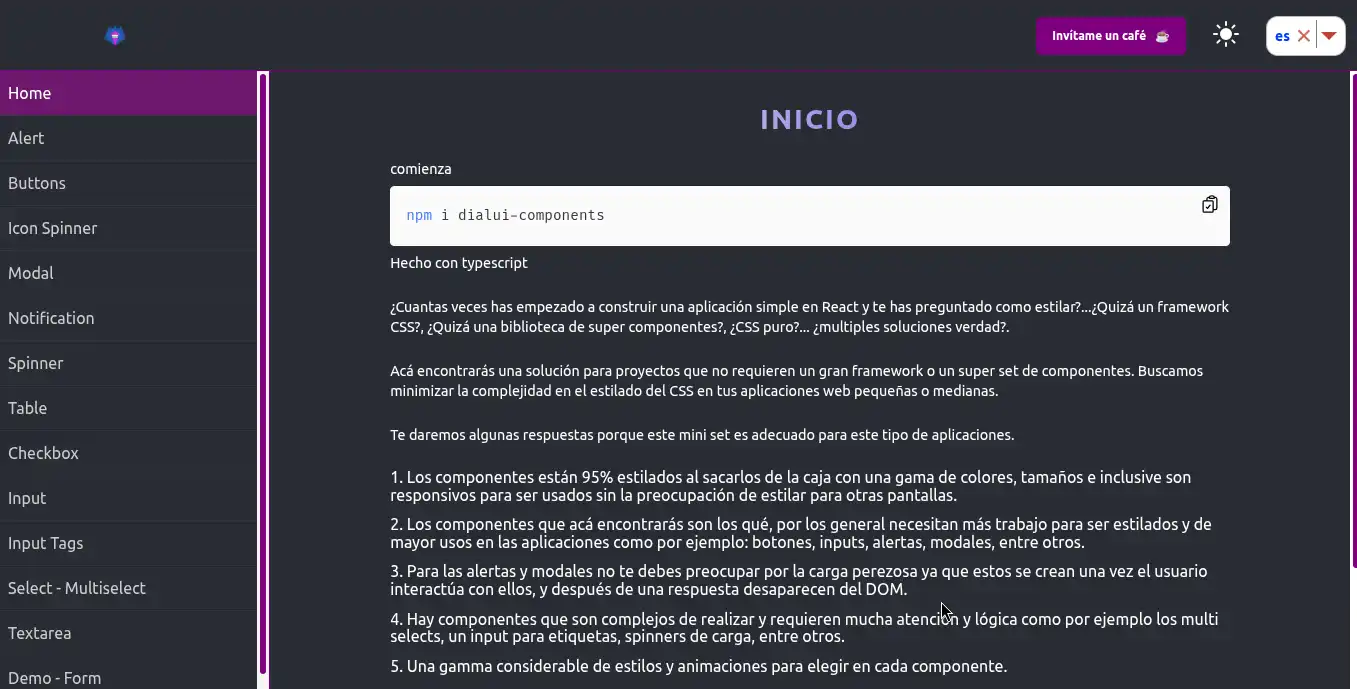 Invítame un café ☕
es
Home
Alert
Buttons
Icon Spinner
Modal
Notification
Spinner
Table
Checkbox
Input
Input Tags
Select - Multiselect
Textarea
Demo - Form
INICIO
comienza
npm i dialui-components
Hecho con typescript
¿Cuantas veces has empezado a construir una aplicación simple en React y te has preguntado como estilar?...¿Quizá un framework
CSS?, ¿Quizá una biblioteca de super componentes?, ¿CSS puro?... ¿multiples soluciones verdad?.
Acá encontrarás una solución para proyectos que no requieren un gran framework o un super set de componentes. Buscamos
minimizar la complejidad en el estilado del CSS en tus aplicaciones web pequeñas o medianas.
Te daremos algunas respuestas porque este mini set es adecuado para este tipo de aplicaciones.
1. Los componentes están 95% estilados al sacarlos de la caja con una gama de colores, tamaños e inclusive son
responsivos para ser usados sin la preocupación de estilar para otras pantallas.
2. Los componentes que acá encontrarás son los qué, por los general necesitan más trabajo para ser estilados y de
mayor usos en las aplicaciones como por ejemplo: botones, inputs, alertas, modales, entre otros.
3. Para las alertas y modales no te debes preocupar por la carga perezosa ya que estos se crean una vez el usuario
interactúa con ellos, y después de una respuesta desaparecen del DOM.
4. Hay componentes que son complejos de realizar y requieren mucha atención y lógica como por ejemplo los multi
selects, un input para etiquetas, spinners de carga, entre otros.
5. Una gamma considerable de estilos y animaciones para elegir en cada componente.